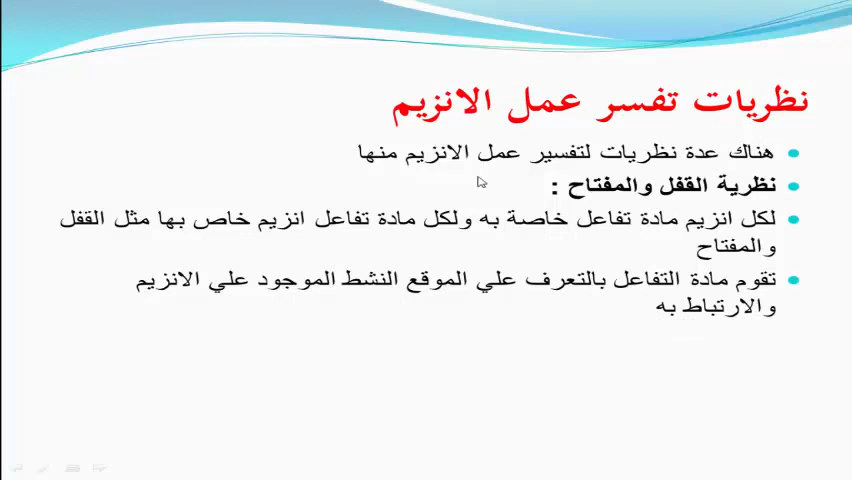 نظريات تفسر عمل الانزيم
هناك عدة نظريات لتفسير عمل الانزيم منها
نظرية القفل والمفتاح :
لكل انزيم مادة تفاعل خاصة به ولكل مادة تفاعل انزيم خاص بها مثل القفل
والمفتاح
تقوم مادة التفاعل بالتعرف علي الموقع النشط الموجود علي الانزيم
والارتباط به